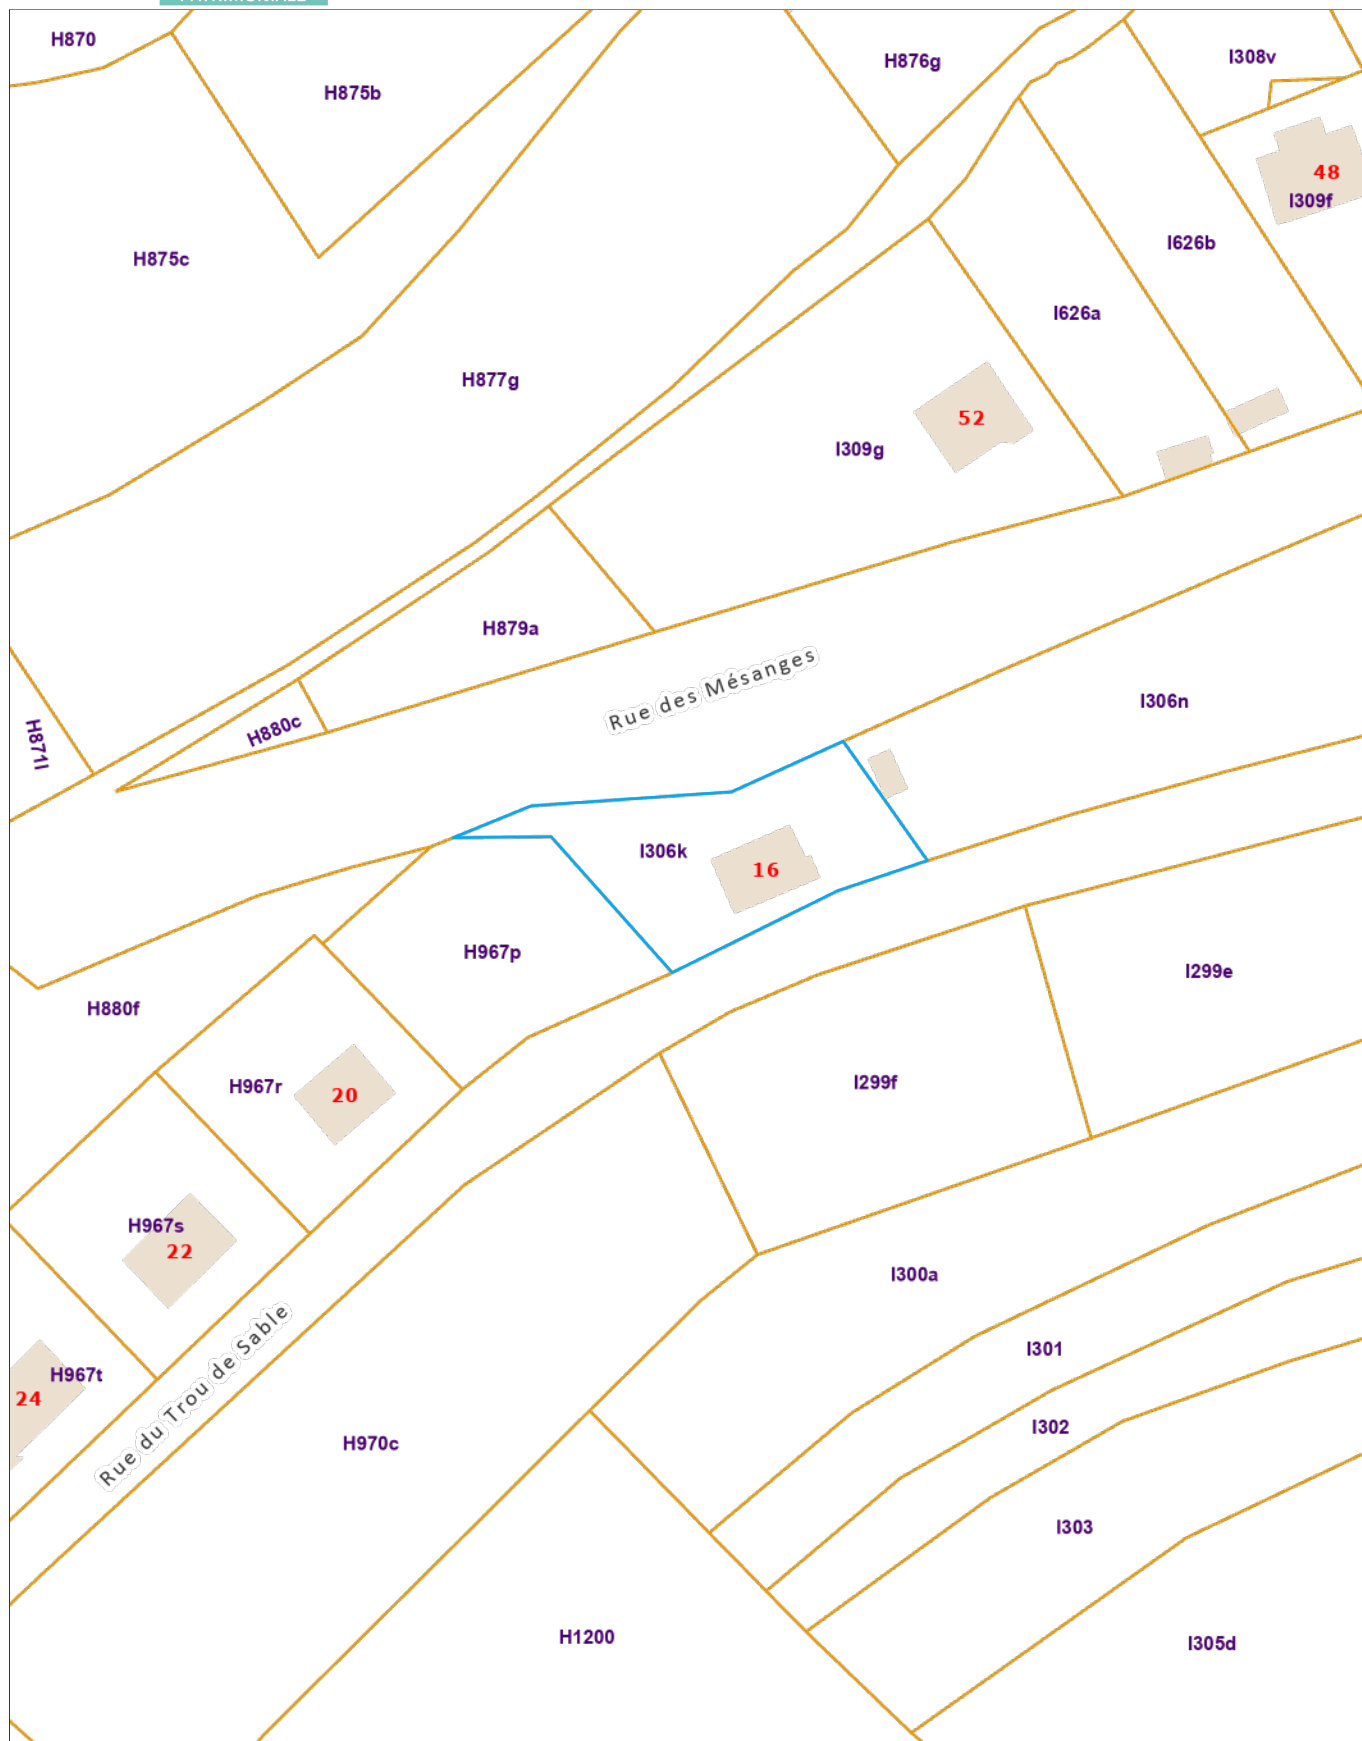 H870
I308v
H876g
H875b
48
I309f
I626b
H875c
I626a
H877g
52
I309g
H879a
Rue des Mésanges
I306n
H880c
H871l
I306k
16
H967p
I299e
H880f
I299f
H967r
20
H967s
22
I300a
Rue du Trou de Sable
I301
H967t
24
I302
H970c
I303
H1200
I305d